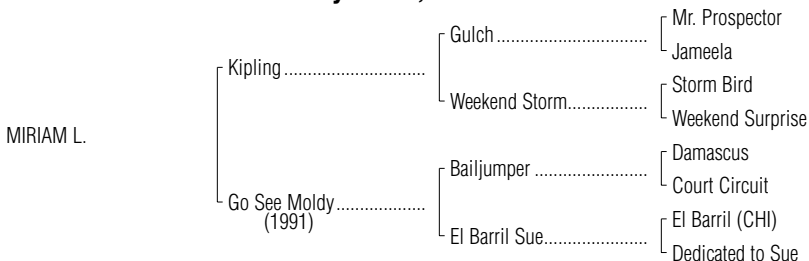 Mr. Prospector
Gulch ................................
Jameela
Kipling ..............................
Storm Bird
Weekend Storm.................
Weekend Surprise
MIRIAM L.
Damascus
Bailjumper ........................
Court Circuit
Go See Moldy...................
(1991)
El Barril (CHI)
El Barril Sue......................
Dedicated to Sue